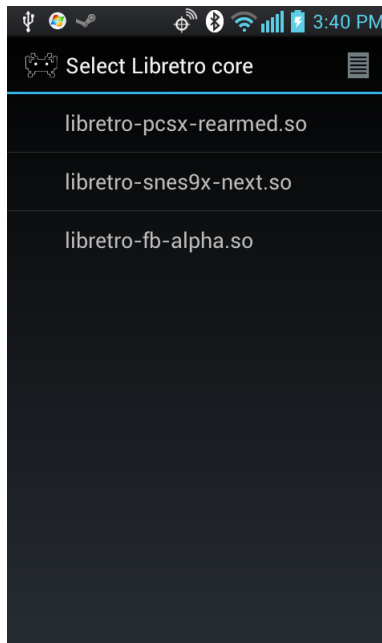 3:40 PM
Select Libretro core
libretro-pcsx-rearmed.so
libretro-snes9x-next.so
libretro-fb-alpha.so